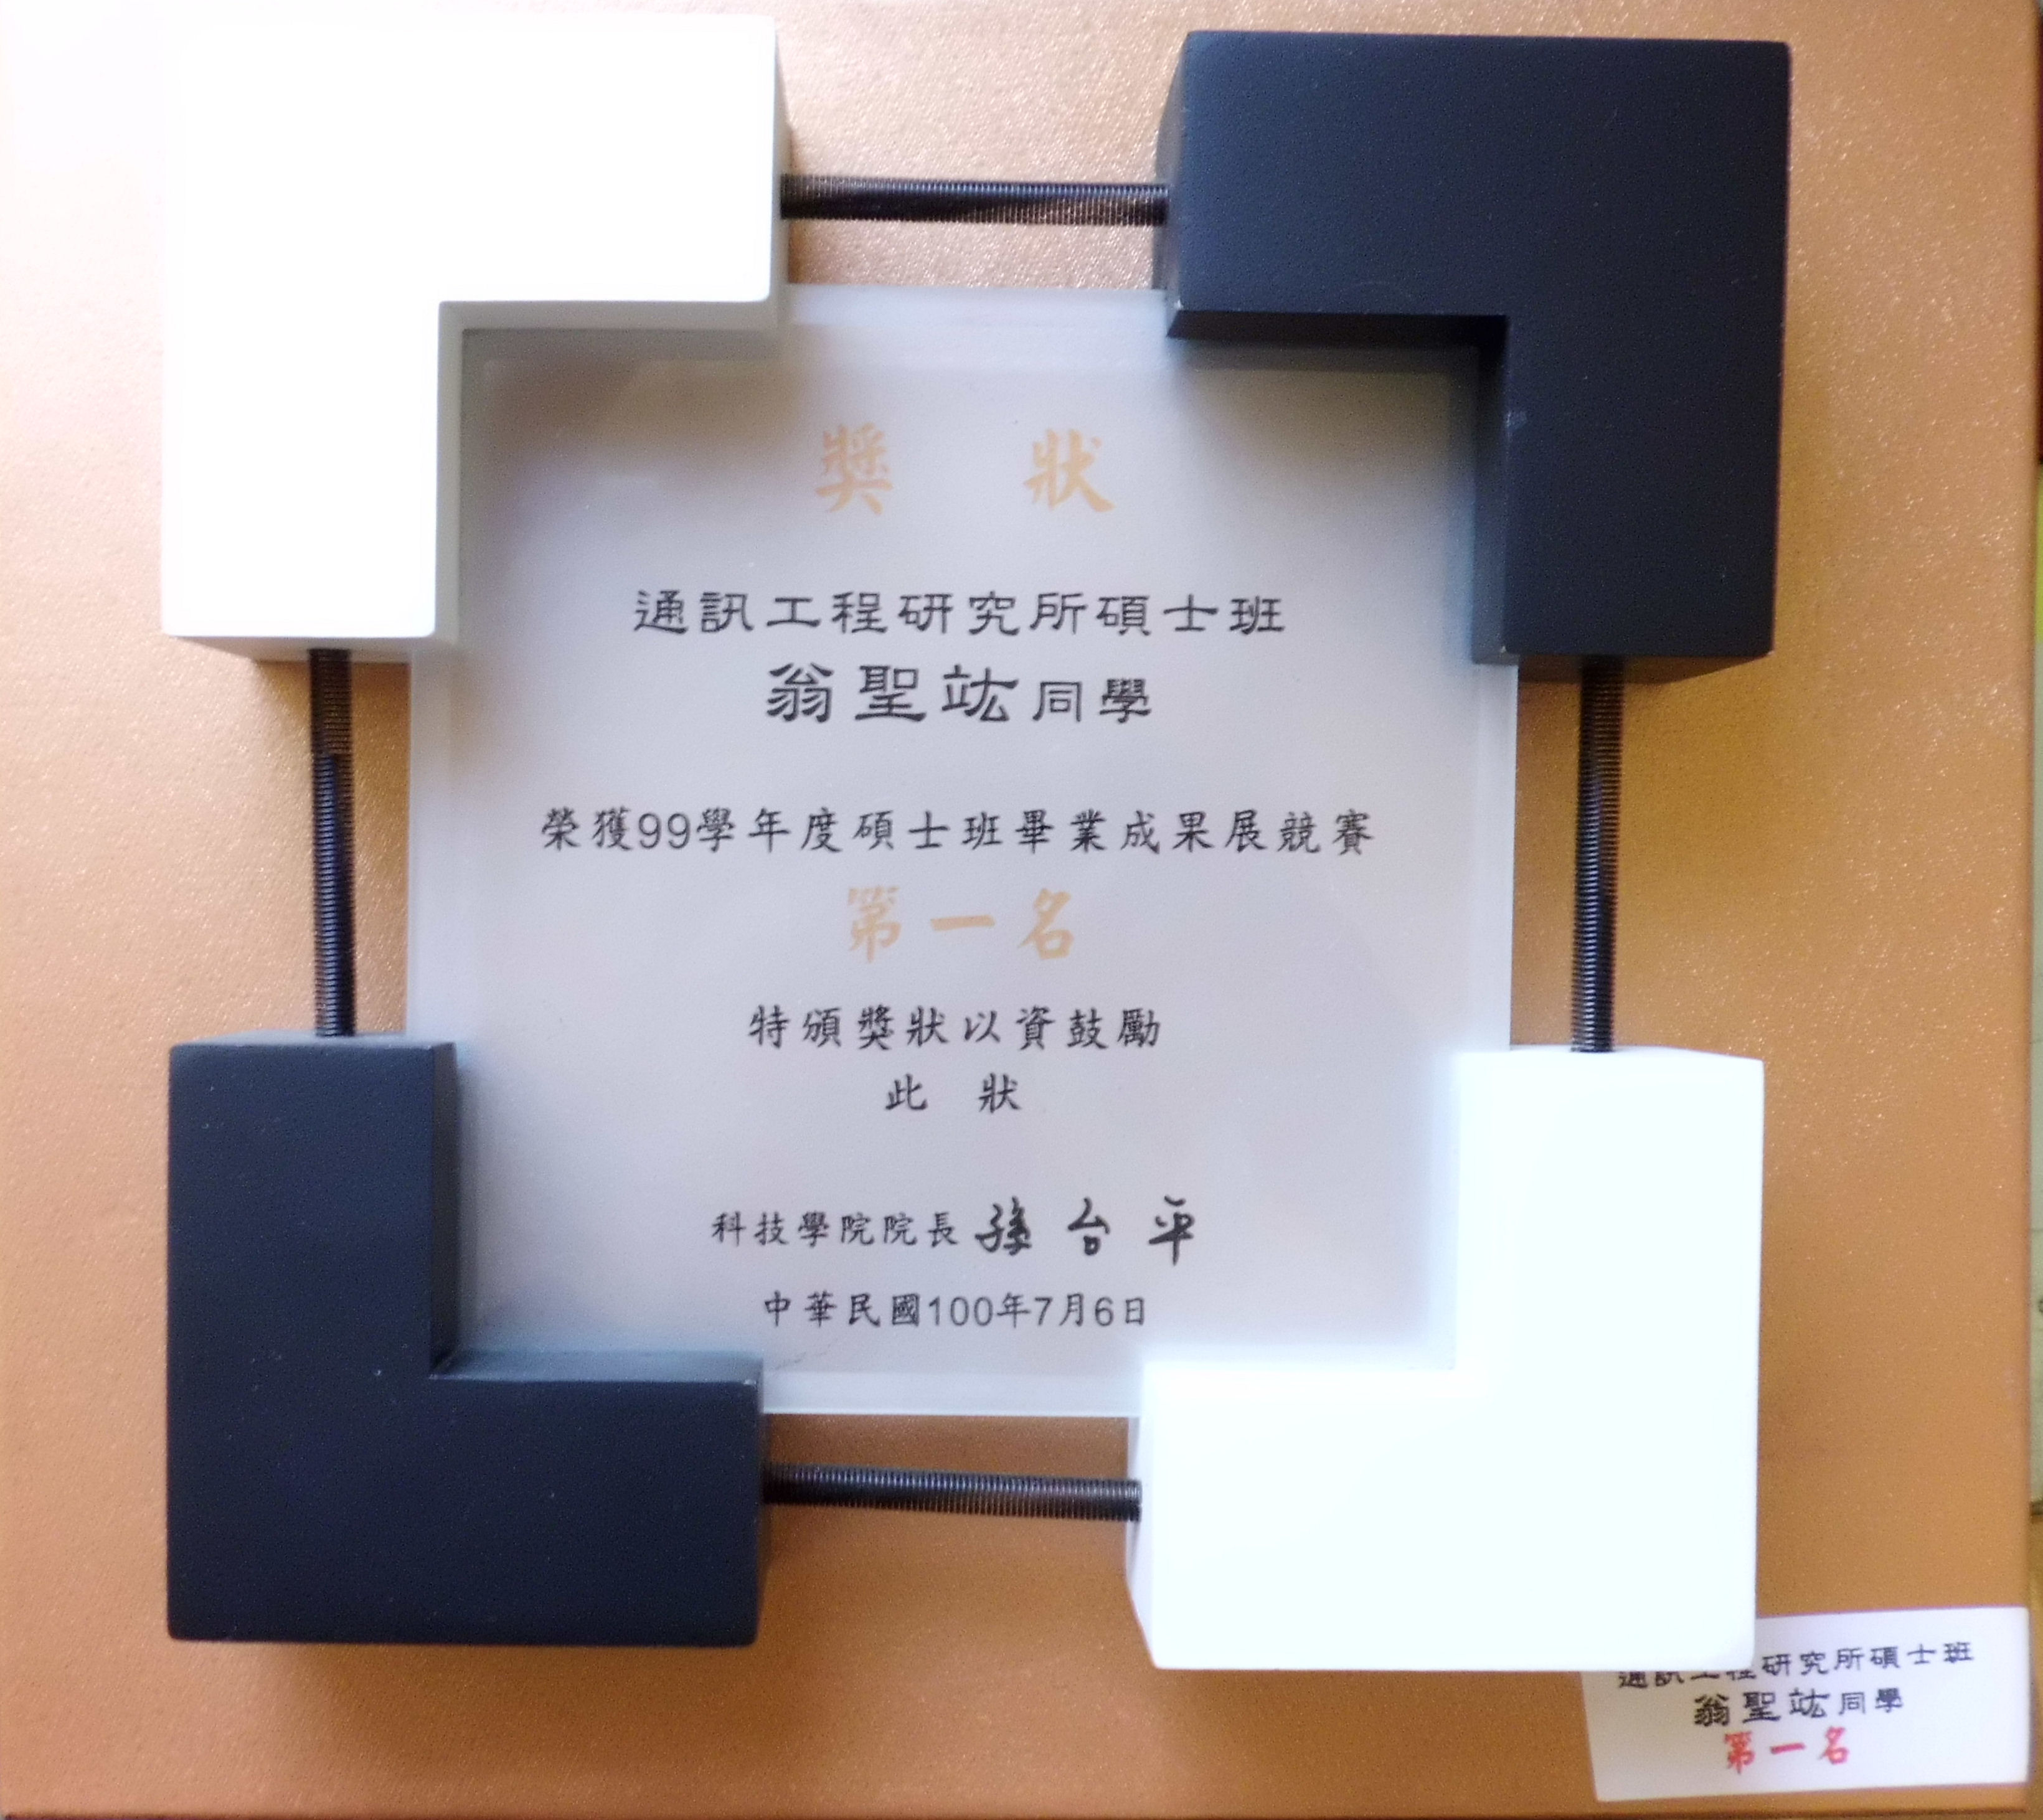 獎 狀
通訊工程研究所碩士班
翁聖竑同學
榮獲99學年度碩士班畢業成果展競賽
第一名
特頒獎狀以資鼓勵
此 狀
科技學院院長 孫台平
中華民國100年7月6日
通訊工程研究所碩士班
翁聖竑同學
第一名